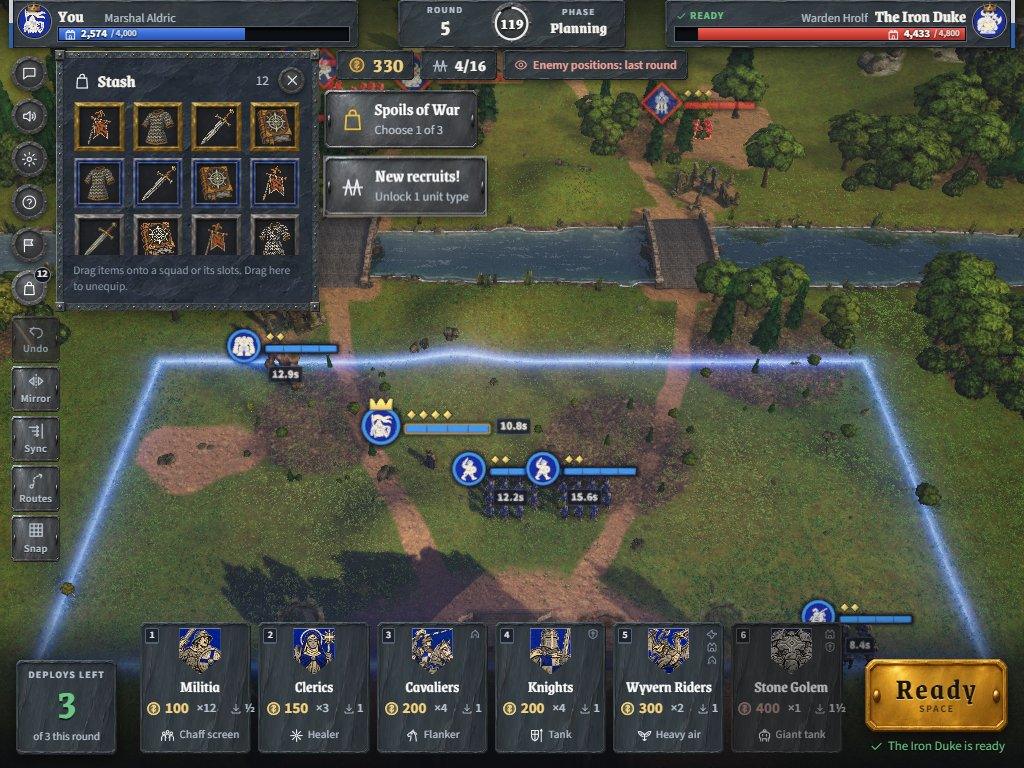 You Marshal Aldric
2,574 / 4,000
ROUND
5
119
PHASE
Planning
READY
Warden Hrolf The Iron Duke
4,433 / 4,800
330
4/16
Enemy positions: last round
Stash 12
Drag items onto a squad or its slots. Drag here
to unequip.
Spoils of War
Choose 1 of 3
New recruits!
Unlock 1 unit type
12
Undo
Mirror
Sync
Routes
Snap
12.9s
10.8s
12.2s
15.6s
8.4s
DEPLOYS LEFT
3
of 3 this round
1
Militia
100 ×12 ½
Chaff screen
2
Clerics
150 ×3 1
Healer
3
Cavaliers
200 ×4 1
Flanker
4
Knights
200 ×4 1
Tank
5
Wyvern Riders
300 ×2 1
Heavy air
6
Stone Golem
400 ×1 1½
Giant tank
Ready
SPACE
The Iron Duke is ready